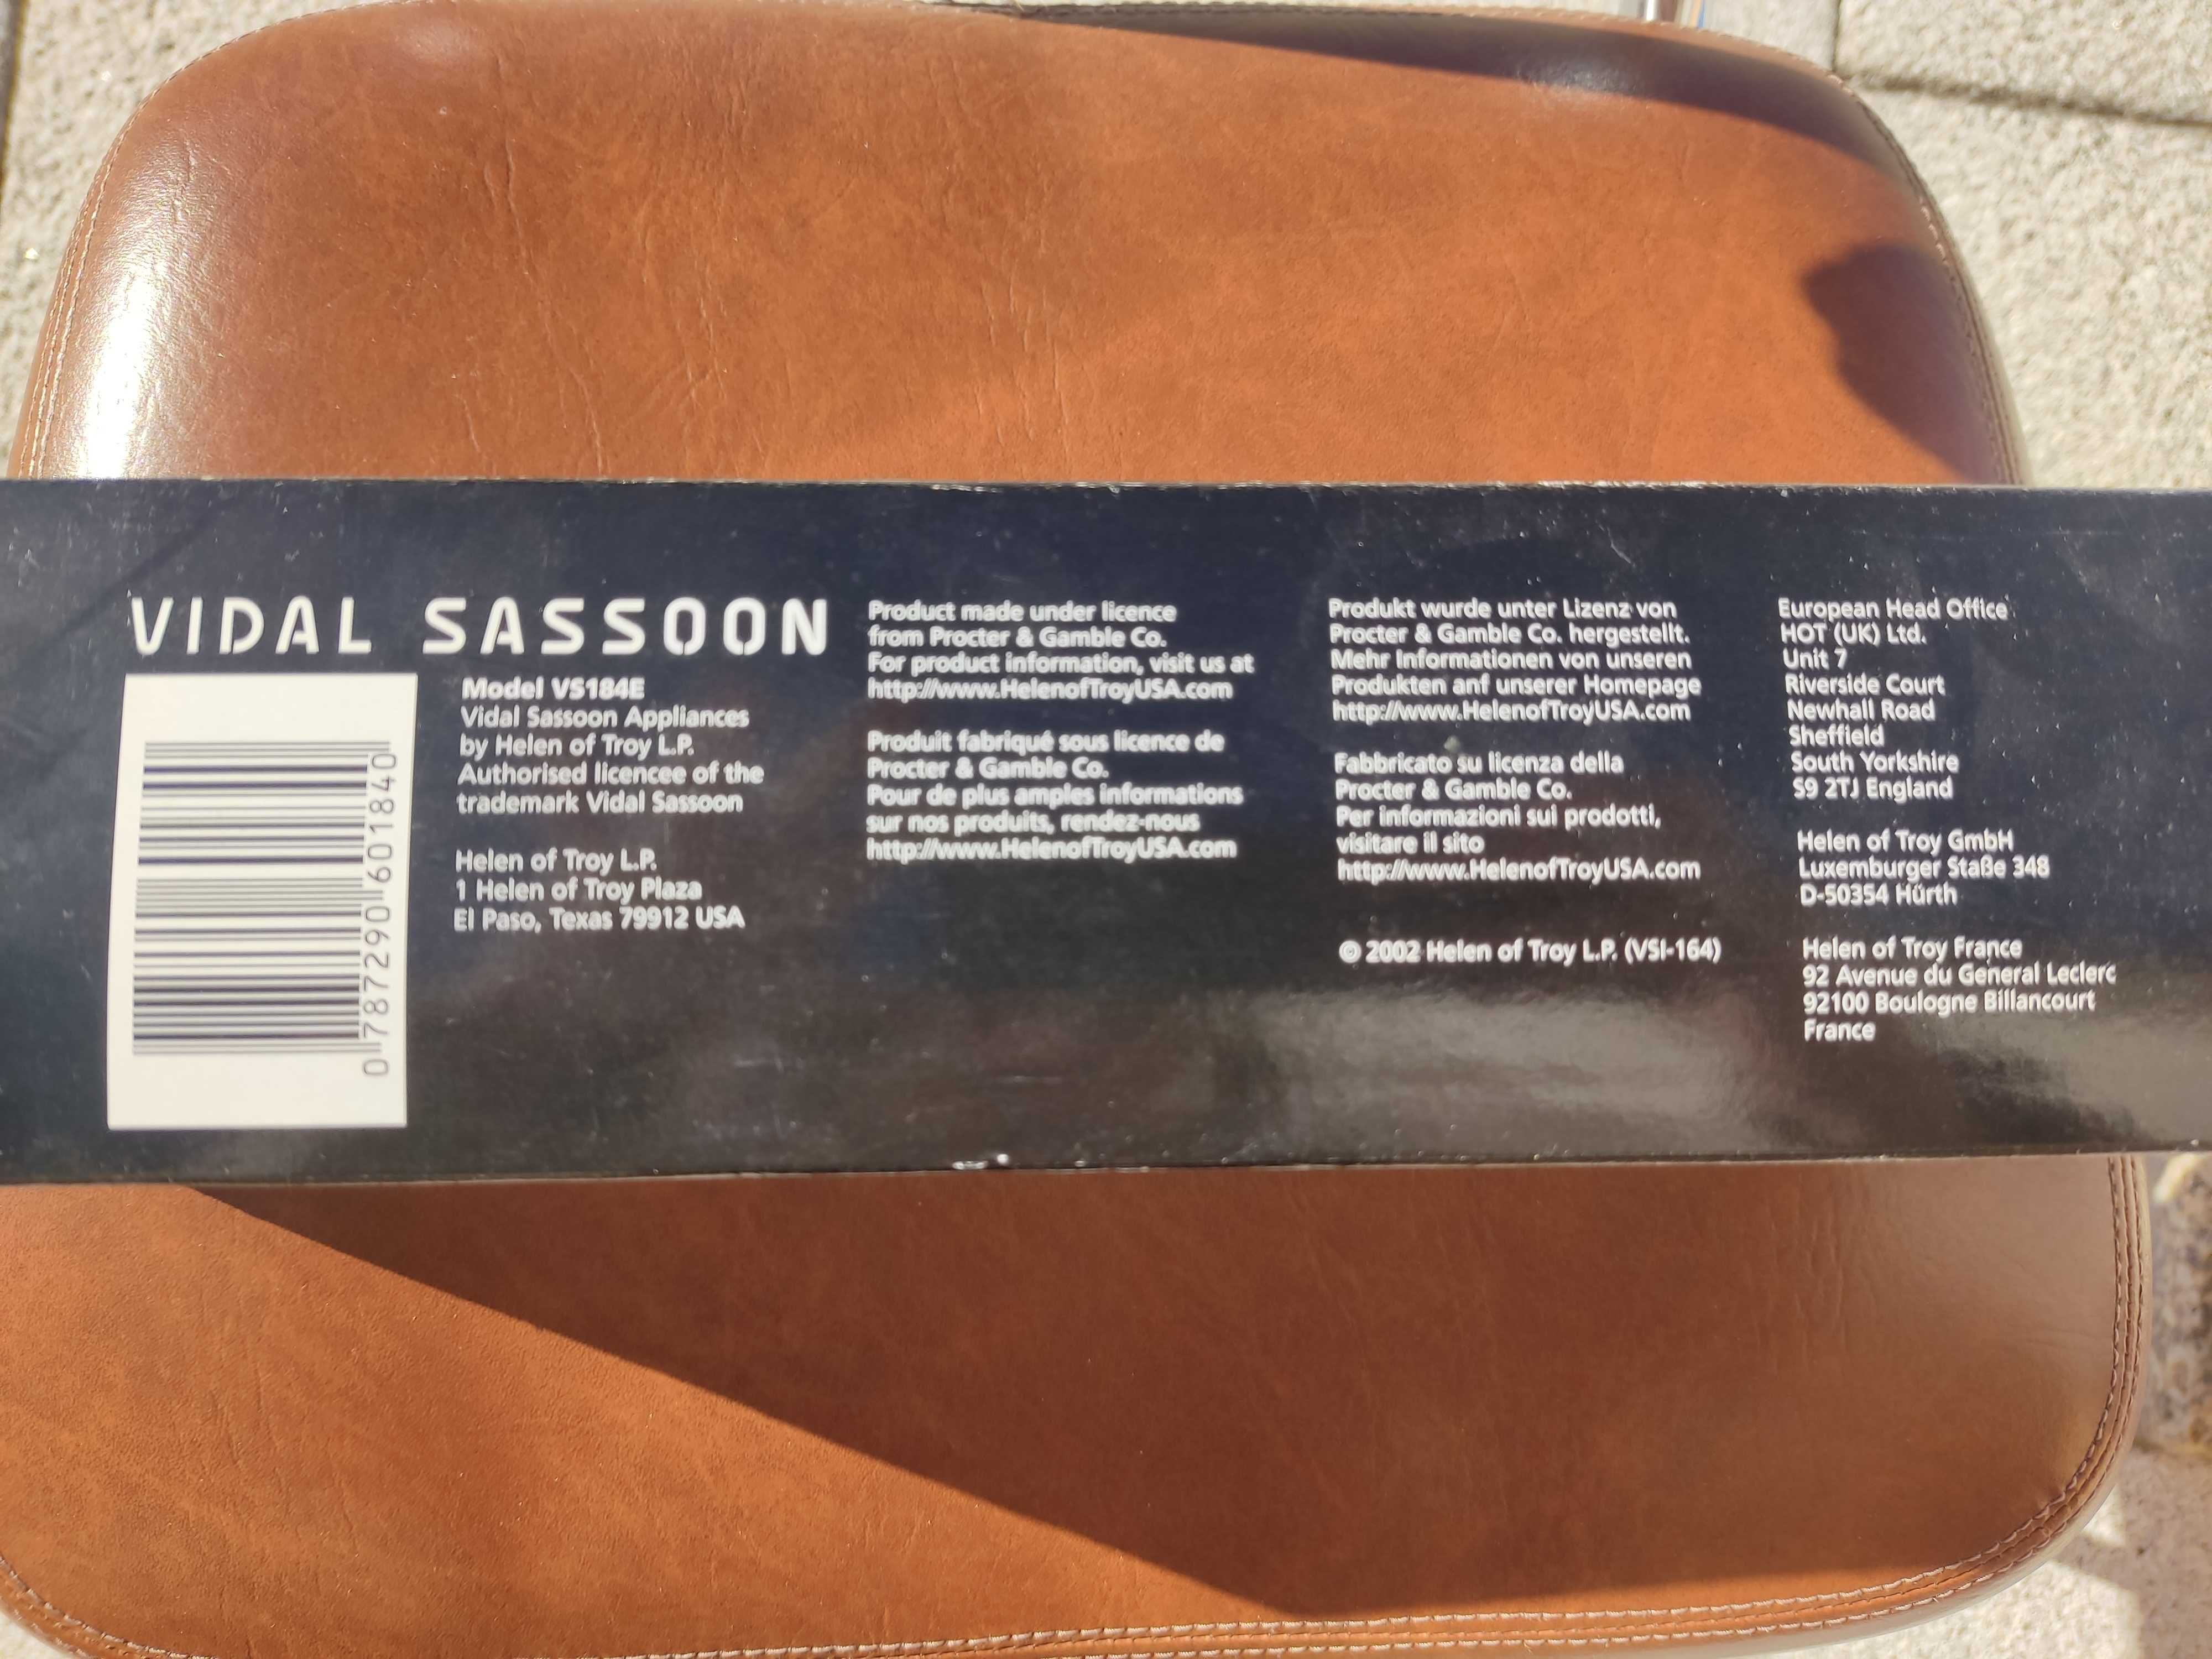 VIDAL SASSOON
0 787290 601840
Model VS184E
Vidal Sassoon Appliances
by Helen of Troy L.P.
Authorised licencee of the
trademark Vidal Sassoon
Helen of Troy L.P.
1 Helen of Troy Plaza
El Paso, Texas 79912 USA
Product made under licence
from Procter & Gamble Co.
For product information, visit us at
http://www.HelenofTroyUSA.com
Produit fabriqué sous licence de
Procter & Gamble Co.
Pour de plus amples informations
sur nos produits, rendez-nous
http://www.HelenofTroyUSA.com
Produkt wurde unter Lizenz von
Procter & Gamble Co. hergestellt.
Mehr Informationen von unseren
Produkten anf unserer Homepage
http://www.HelenofTroyUSA.com
Fabbricato su licenza della
Procter & Gamble Co.
Per informazioni sui prodotti,
visitare il sito
http://www.HelenofTroyUSA.com
© 2002 Helen of Troy L.P. (VSI-164)
European Head Office
HOT (UK) Ltd.
Unit 7
Riverside Court
Newhall Road
Sheffield
South Yorkshire
S9 2TJ England
Helen of Troy GmbH
Luxemburger Staße 348
D-50354 Hürth
Helen of Troy France
92 Avenue du General Leclerc
92100 Boulogne Billancourt
France